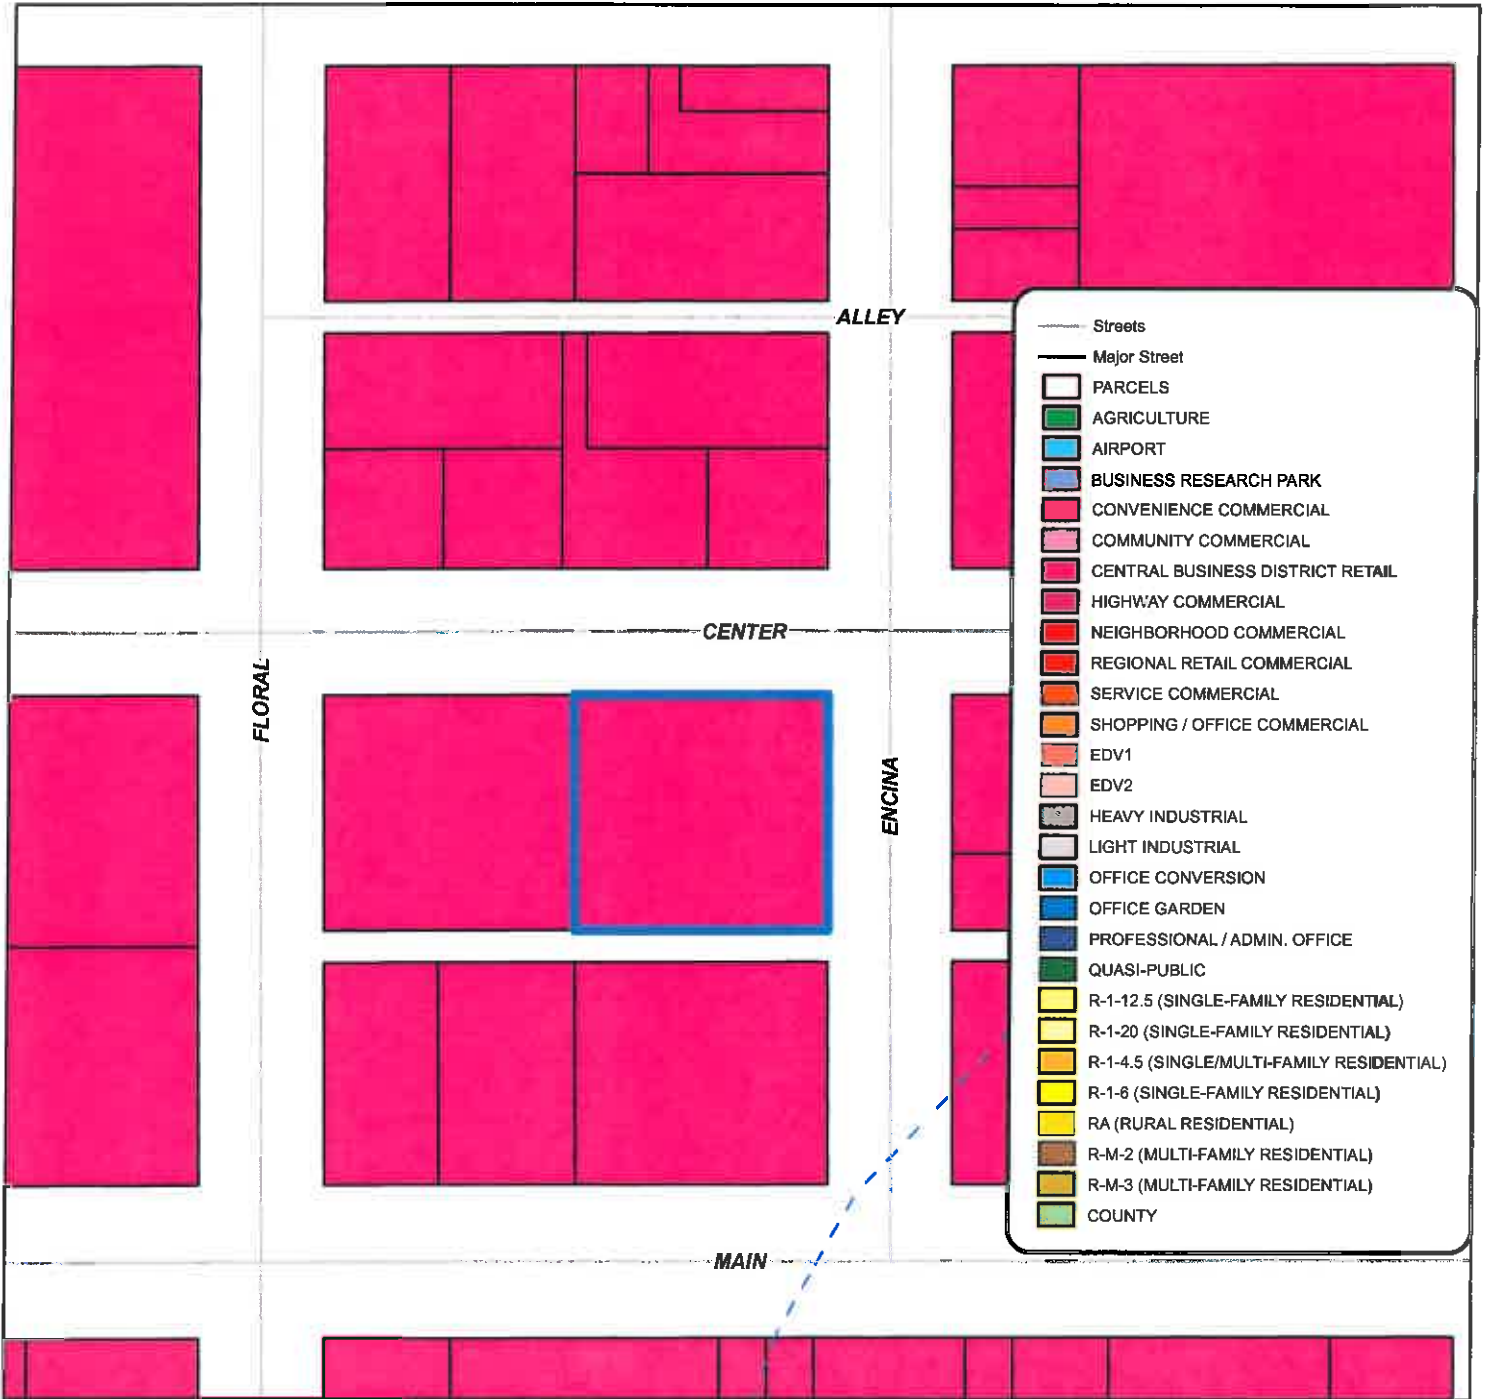 ALLEY
CENTER
FLORAL
ENCINA
MAIN
Streets
Major Street
PARCELS
AGRICULTURE
AIRPORT
BUSINESS RESEARCH PARK
CONVENIENCE COMMERCIAL
COMMUNITY COMMERCIAL
CENTRAL BUSINESS DISTRICT RETAIL
HIGHWAY COMMERCIAL
NEIGHBORHOOD COMMERCIAL
REGIONAL RETAIL COMMERCIAL
SERVICE COMMERCIAL
SHOPPING / OFFICE COMMERCIAL
EDV1
EDV2
HEAVY INDUSTRIAL
LIGHT INDUSTRIAL
OFFICE CONVERSION
OFFICE GARDEN
PROFESSIONAL / ADMIN. OFFICE
QUASI-PUBLIC
R-1-12.5 (SINGLE-FAMILY RESIDENTIAL)
R-1-20 (SINGLE-FAMILY RESIDENTIAL)
R-1-4.5 (SINGLE/MULTI-FAMILY RESIDENTIAL)
R-1-6 (SINGLE-FAMILY RESIDENTIAL)
RA (RURAL RESIDENTIAL)
R-M-2 (MULTI-FAMILY RESIDENTIAL)
R-M-3 (MULTI-FAMILY RESIDENTIAL)
COUNTY